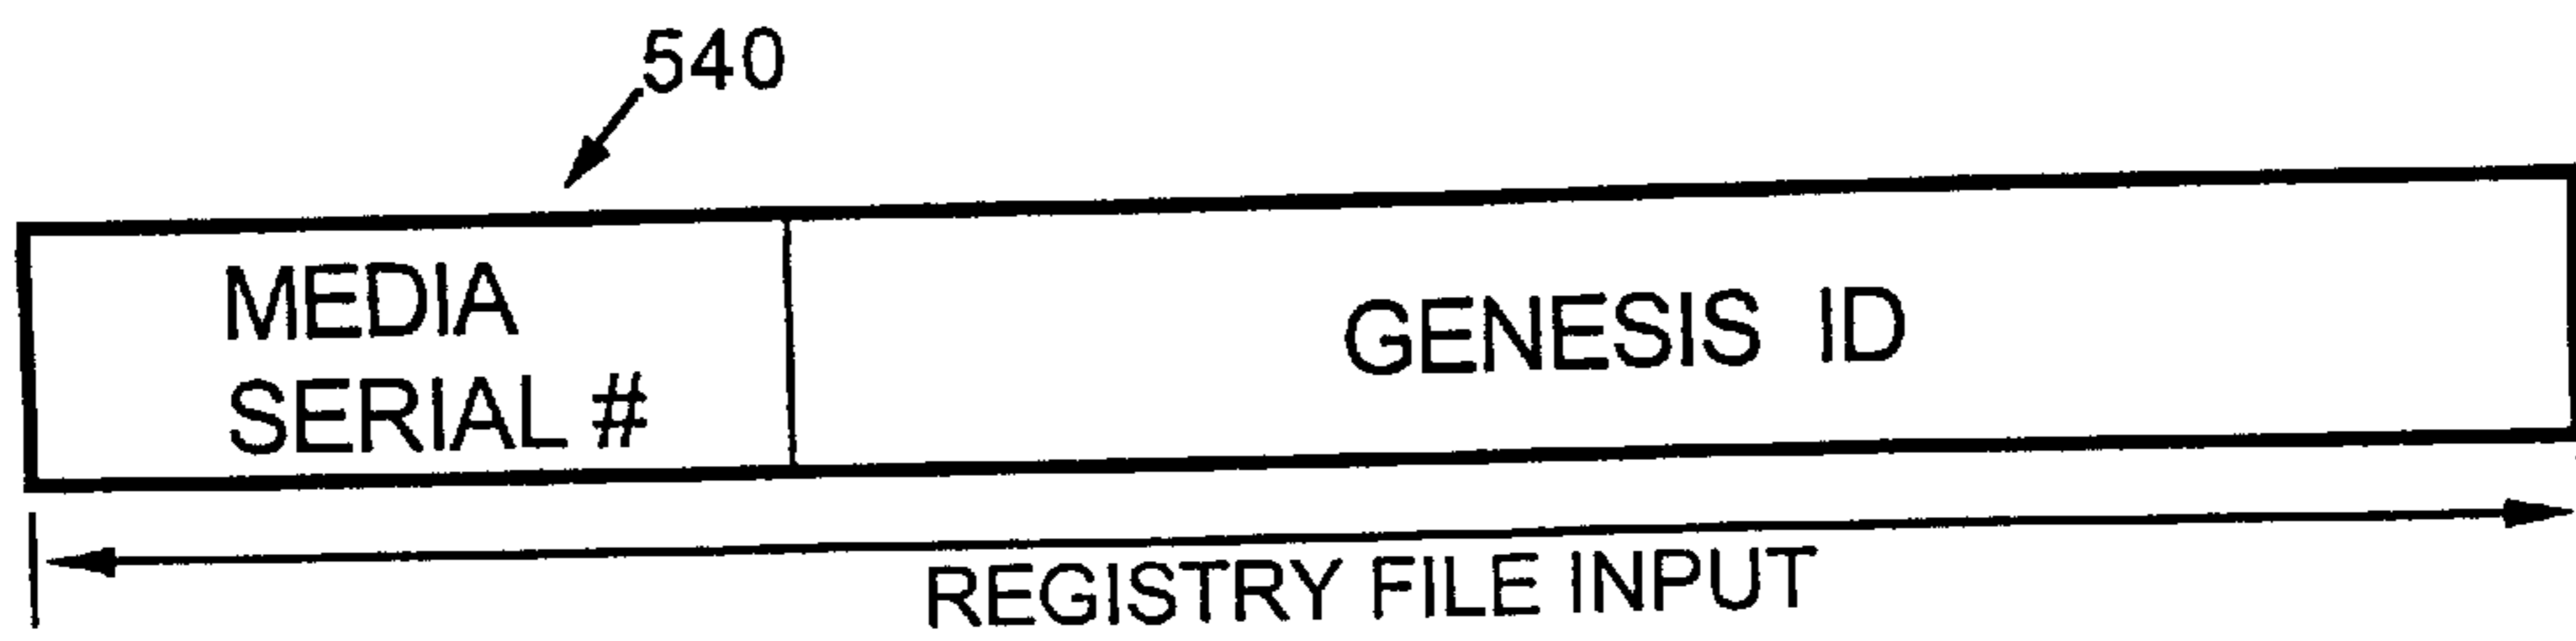 540
MEDIA
SERIAL #
GENESIS ID
REGISTRY FILE INPUT